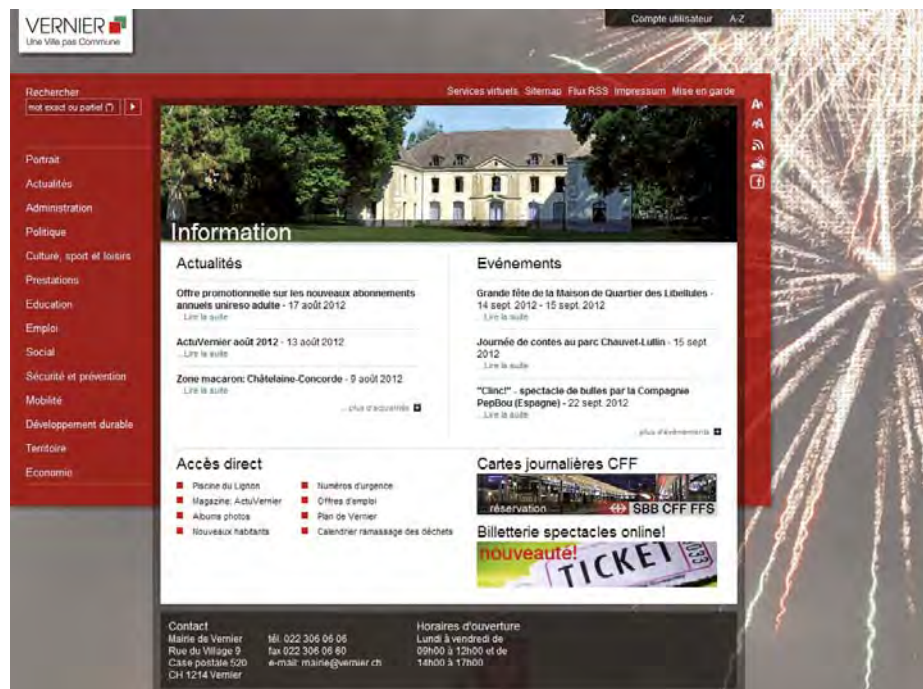 VERNIER
Une Ville pas Commune
Compte utilisateur A-Z
Rechercher
mot exact ou partiel (*)
Services virtuels Sitemap Flux RSS Impressum Mise en garde
Portrait
Actualités
Administration
Politique
Culture, sport et loisirs
Prestations
Education
Emploi
Social
Sécurité et prévention
Mobilité
Développement durable
Territoire
Economie
Information
Actualités
Offre promotionnelle sur les nouveaux abonnements
annuels unireso adulte - 17 août 2012
...Lire la suite
ActuVernier août 2012 - 13 août 2012
...Lire la suite
Zone macaron: Châtelaine-Concorde - 9 août 2012
...Lire la suite
... plus d'actualités
Evénements
Grande fête de la Maison de Quartier des Libellules -
14 sept. 2012 - 15 sept. 2012
...Lire la suite
Journée de contes au parc Chauvet-Lullin - 15 sept.
2012
...Lire la suite
"Clinc!" - spectacle de bulles par la Compagnie
PepBou (Espagne) - 22 sept. 2012
...Lire la suite
... plus d'évènements
Accès direct
Piscine du Lignon
Magazine: ActuVernier
Albums photos
Nouveaux habitants
Numéros d'urgence
Offres d'emploi
Plan de Vernier
Calendrier ramassage des déchets
Cartes journalières CFF
réservation
SBB CFF FFS
Billetterie spectacles online!
nouveauté!
TICKET
033
Contact
Mairie de Vernier
Rue du Village 9
Case postale 520
CH 1214 Vernier
tél. 022 306 06 06
fax 022 306 06 60
e-mail: mairie@vernier.ch
Horaires d'ouverture
Lundi à vendredi de
09h00 à 12h00 et de
14h00 à 17h00